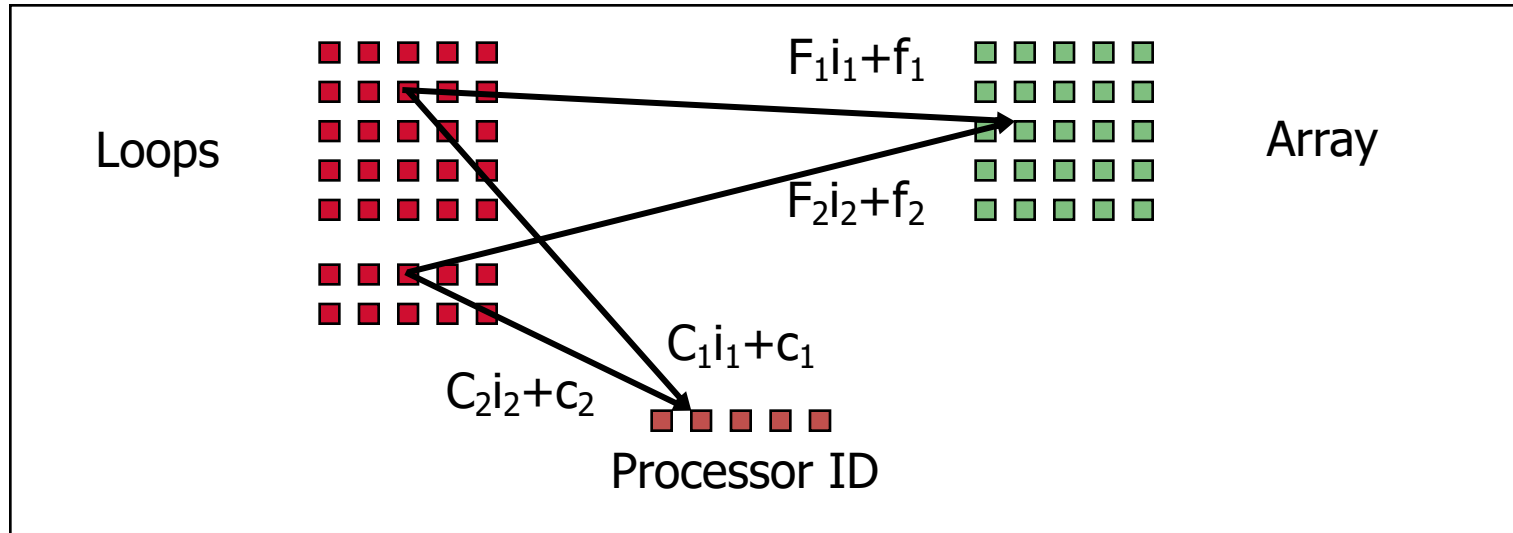 F₁i₁+f₁
Loops
Array
F₂i₂+f₂
C₁i₁+c₁
C₂i₂+c₂
Processor ID